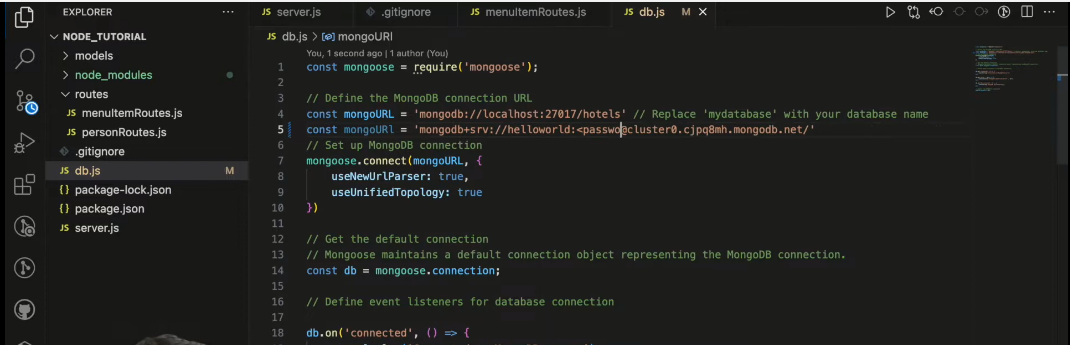 EXPLORER ...
NODE_TUTORIAL
models
node_modules
routes
JS menuItemRoutes.js
JS personRoutes.js
.gitignore
JS db.js M
{} package-lock.json
{} package.json
JS server.js
JS server.js .gitignore JS menuItemRoutes.js JS db.js M
JS db.js > mongoURl
You, 1 second ago | 1 author (You)
1 const mongoose = require('mongoose');
2
3 // Define the MongoDB connection URL
4 const mongoURL = 'mongodb://localhost:27017/hotels' // Replace 'mydatabase' with your database name
5 const mongoURl = 'mongodb+srv://helloworld:<passwo@cluster0.cjpq8mh.mongodb.net/'
6 // Set up MongoDB connection
7 mongoose.connect(mongoURL, {
8 useNewUrlParser: true,
9 useUnifiedTopology: true
10 })
11
12 // Get the default connection
13 // Mongoose maintains a default connection object representing the MongoDB connection.
14 const db = mongoose.connection;
15
16 // Define event listeners for database connection
17
18 db.on('connected', () => {